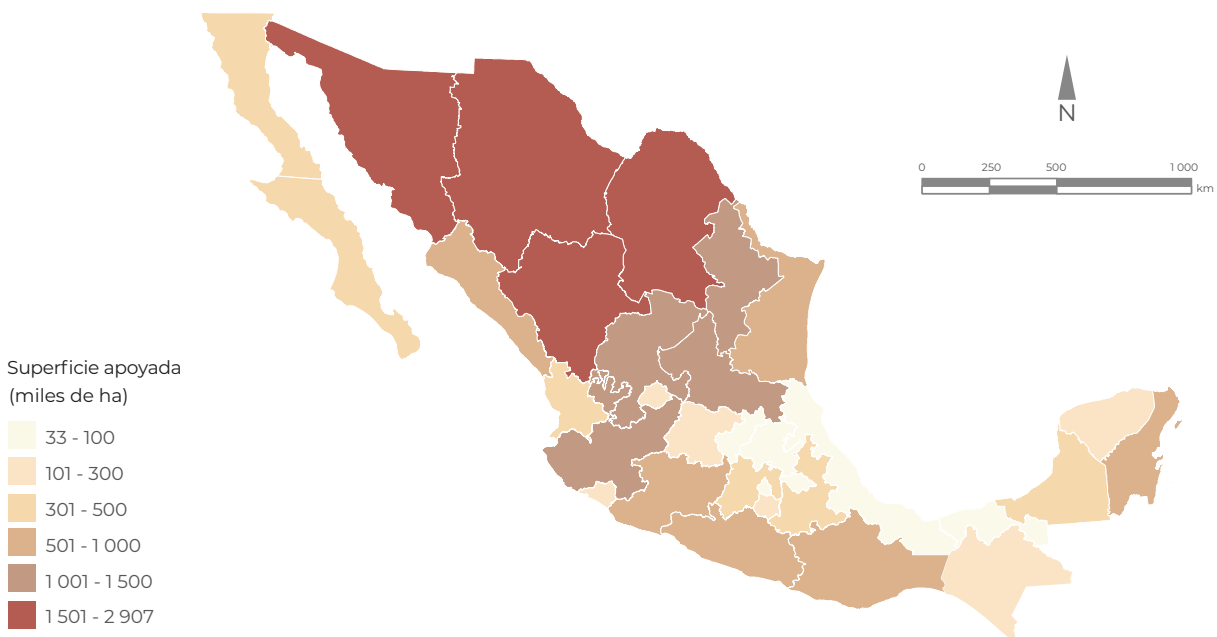 N
0 250 500 1 000
km
Superficie apoyada
(miles de ha)
33 - 100
101 - 300
301 - 500
501 - 1 000
1 001 - 1 500
1 501 - 2 907